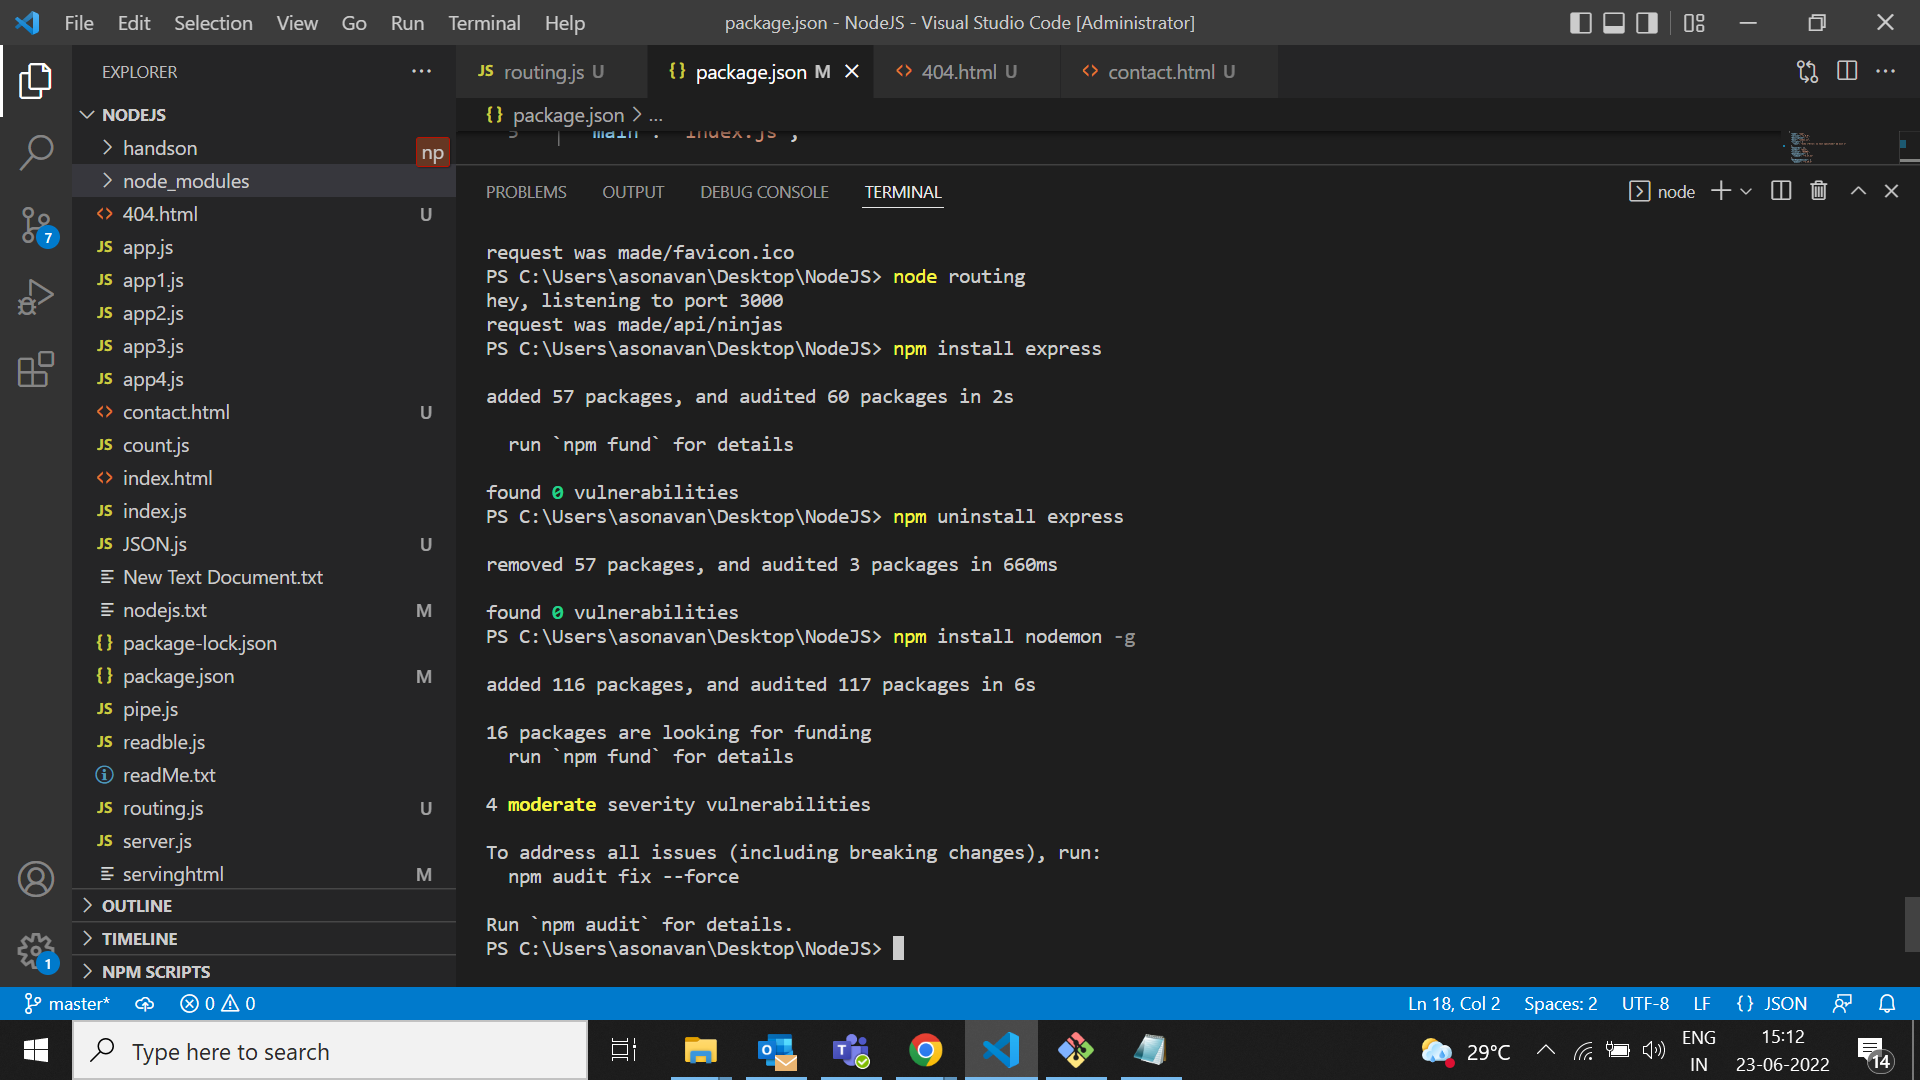 File Edit Selection View Go Run Terminal Help
package.json - NodeJS - Visual Studio Code [Administrator]
EXPLORER
NODEJS
handson
np
node_modules
404.html U
app.js
app1.js
app2.js
app3.js
app4.js
contact.html U
count.js
index.html
index.js
JSON.js U
New Text Document.txt
nodejs.txt M
package-lock.json
package.json M
pipe.js
readble.js
readMe.txt
routing.js U
server.js
servinghtml M
OUTLINE
TIMELINE
NPM SCRIPTS
7
1
JS routing.js U
{} package.json M
<> 404.html U
<> contact.html U
{} package.json > ...
5 "main": "index.js",
PROBLEMS OUTPUT DEBUG CONSOLE TERMINAL
node
request was made/favicon.ico
PS C:\Users\asonavan\Desktop\NodeJS> node routing
hey, listening to port 3000
request was made/api/ninjas
PS C:\Users\asonavan\Desktop\NodeJS> npm install express
added 57 packages, and audited 60 packages in 2s
run `npm fund` for details
found 0 vulnerabilities
PS C:\Users\asonavan\Desktop\NodeJS> npm uninstall express
removed 57 packages, and audited 3 packages in 660ms
found 0 vulnerabilities
PS C:\Users\asonavan\Desktop\NodeJS> npm install nodemon -g
added 116 packages, and audited 117 packages in 6s
16 packages are looking for funding
run `npm fund` for details
4 moderate severity vulnerabilities
To address all issues (including breaking changes), run:
npm audit fix --force
Run `npm audit` for details.
PS C:\Users\asonavan\Desktop\NodeJS>
master* 0 0
Ln 18, Col 2 Spaces: 2 UTF-8 LF {} JSON
Type here to search
29°C
ENG
IN
15:12
23-06-2022
14